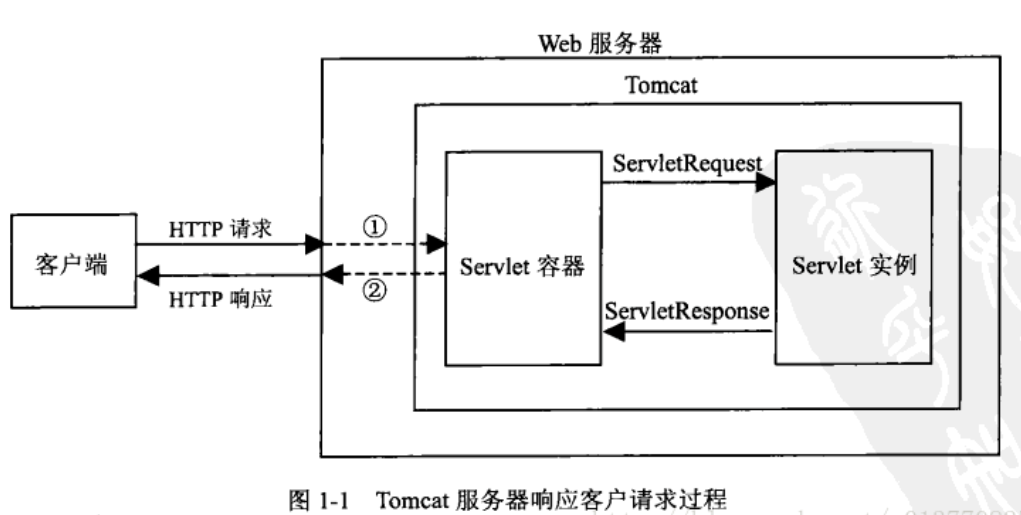 Web 服务器
Tomcat
ServletRequest
HTTP 请求
①
客户端
Servlet 容器
Servlet 实例
②
HTTP 响应
ServletResponse
图 1-1 Tomcat 服务器响应客户请求过程